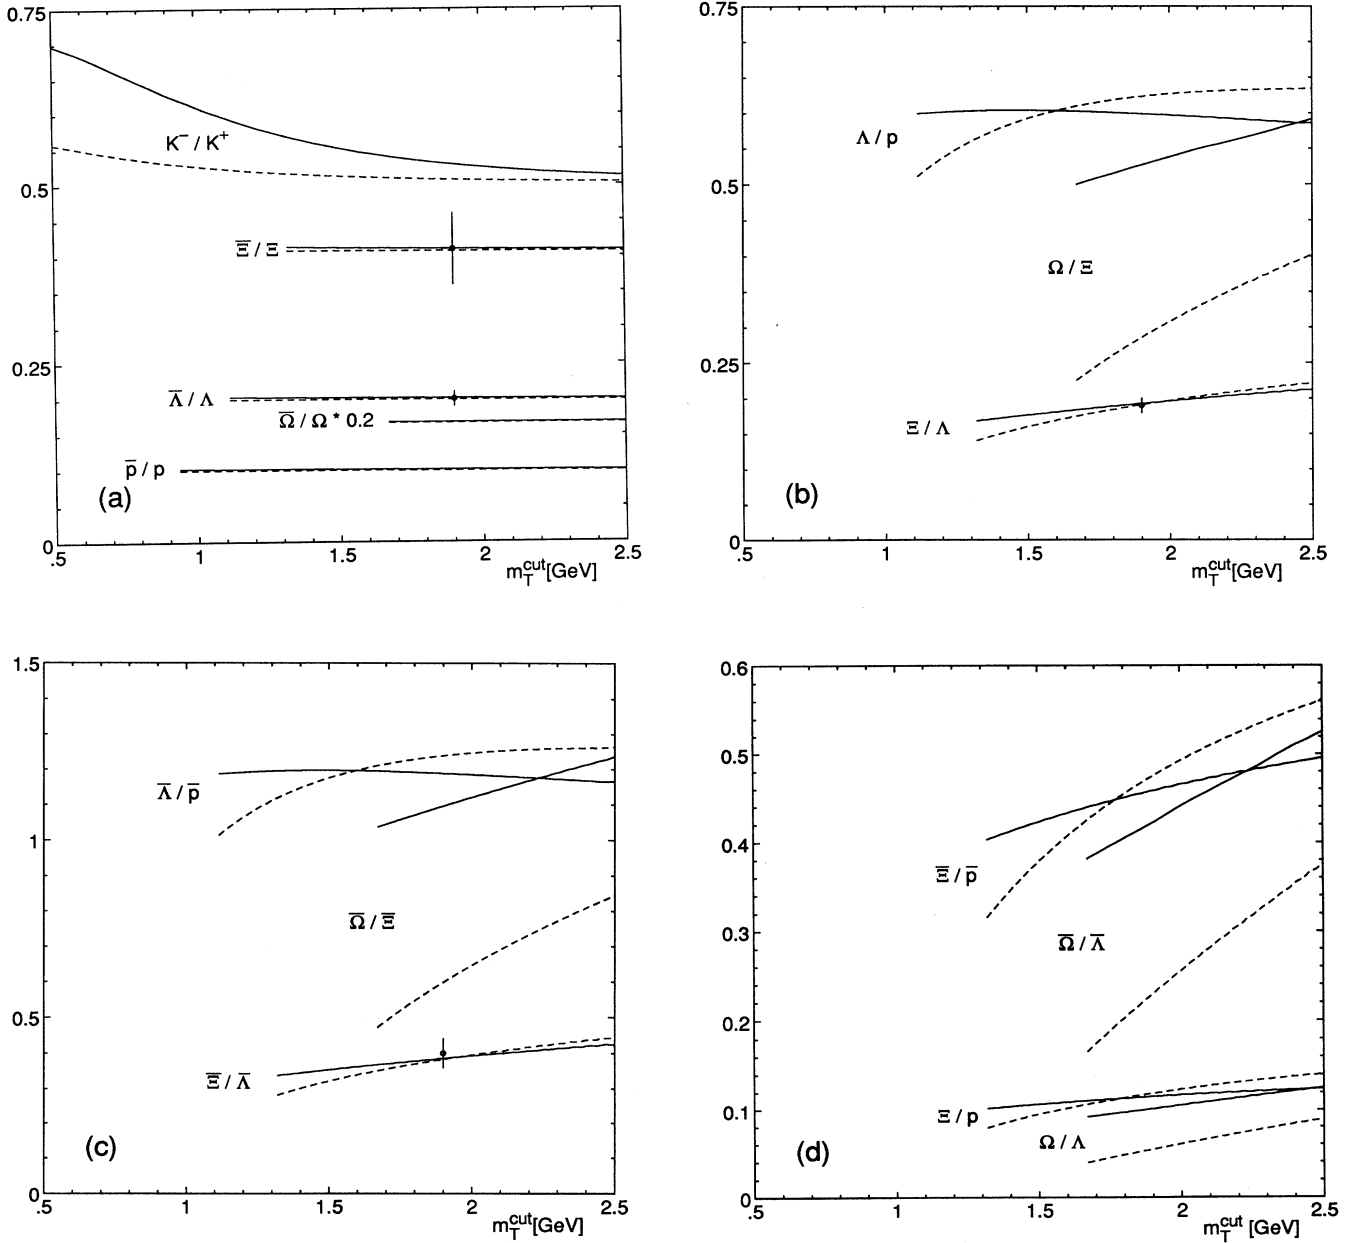 0.75
K⁻ / K⁺
0.5
Ξ̅ / Ξ
0.25
Λ̅ / Λ
Ω̅ / Ω * 0.2
p̅ / p
(a)
0
.5 1 1.5 2 2.5
m_T^cut[GeV]
0.75
Λ / p
0.5
Ω / Ξ
0.25
Ξ / Λ
(b)
0
.5 1 1.5 2 2.5
m_T^cut[GeV]
1.5
Λ̅ / p̅
1
Ω̅ / Ξ̅
0.5
Ξ̅ / Λ̅
(c)
0
.5 1 1.5 2 2.5
m_T^cut[GeV]
0.6
0.5
0.4
Ξ̅ / p̅
0.3
Ω̅ / Λ̅
0.2
0.1
Ξ / p
Ω / Λ
(d)
0
.5 1 1.5 2 2.5
m_T^cut[GeV]